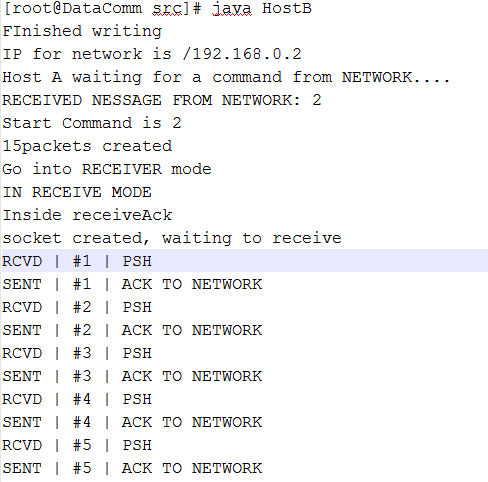 [root@DataComm src]# java HostB
FInished writing
IP for network is /192.168.0.2
Host A waiting for a command from NETWORK....
RECEIVED NESSAGE FROM NETWORK: 2
Start Command is 2
15packets created
Go into RECEIVER mode
IN RECEIVE MODE
Inside receiveAck
socket created, waiting to receive
RCVD | #1 | PSH
SENT | #1 | ACK TO NETWORK
RCVD | #2 | PSH
SENT | #2 | ACK TO NETWORK
RCVD | #3 | PSH
SENT | #3 | ACK TO NETWORK
RCVD | #4 | PSH
SENT | #4 | ACK TO NETWORK
RCVD | #5 | PSH
SENT | #5 | ACK TO NETWORK